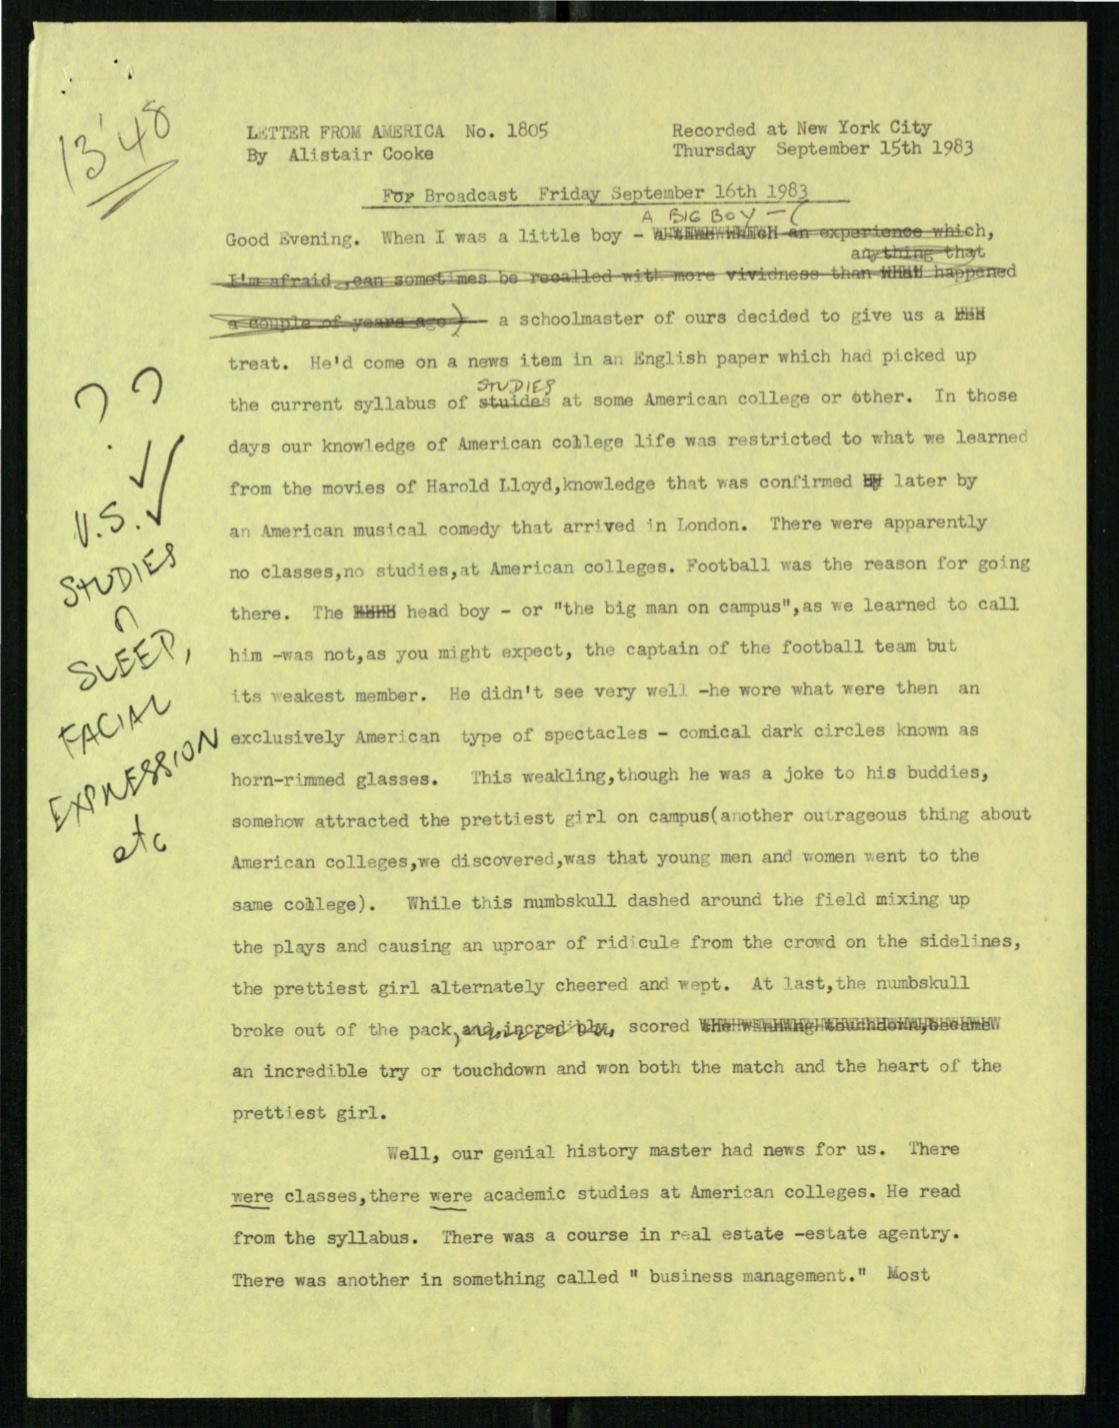 13'48
LETTER FROM AMERICA No. 1805
By Alistair Cooke
Recorded at New York City
Thursday September 15th 1983
For Broadcast Friday September 16th 1983
A BIG BOY —(
Good Evening. When I was a little boy - an experience which,
anything that
I'm afraid ,can sometimes be recalled with more vividness than what happened
a couple of years ago)- a schoolmaster of ours decided to give us a
treat. He'd come on a news item in an English paper which had picked up
STUDIES
the current syllabus of stuides at some American college or other. In those
days our knowledge of American college life was restricted to what we learned
from the movies of Harold Lloyd,knowledge that was confirmed by later by
an American musical comedy that arrived in London. There were apparently
no classes,no studies,at American colleges. Football was the reason for going
there. The head boy - or "the big man on campus",as we learned to call
him -was not,as you might expect, the captain of the football team but
its weakest member. He didn't see very well -he wore what were then an
exclusively American type of spectacles - comical dark circles known as
horn-rimmed glasses. This weakling,though he was a joke to his buddies,
somehow attracted the prettiest girl on campus(another outrageous thing about
American colleges,we discovered,was that young men and women went to the
same college). While this numbskull dashed around the field mixing up
the plays and causing an uproar of ridicule from the crowd on the sidelines,
the prettiest girl alternately cheered and wept. At last,the numbskull
broke out of the pack,and,incredibly, scored the winning touchdown,became
an incredible try or touchdown and won both the match and the heart of the
prettiest girl.
Well, our genial history master had news for us. There
were classes,there were academic studies at American colleges. He read
from the syllabus. There was a course in real estate -estate agentry.
There was another in something called " business management." Most
? ?
U.S. ✓✓
STUDIES
SLEEP,
FACIAL
EXPRESSION
etc